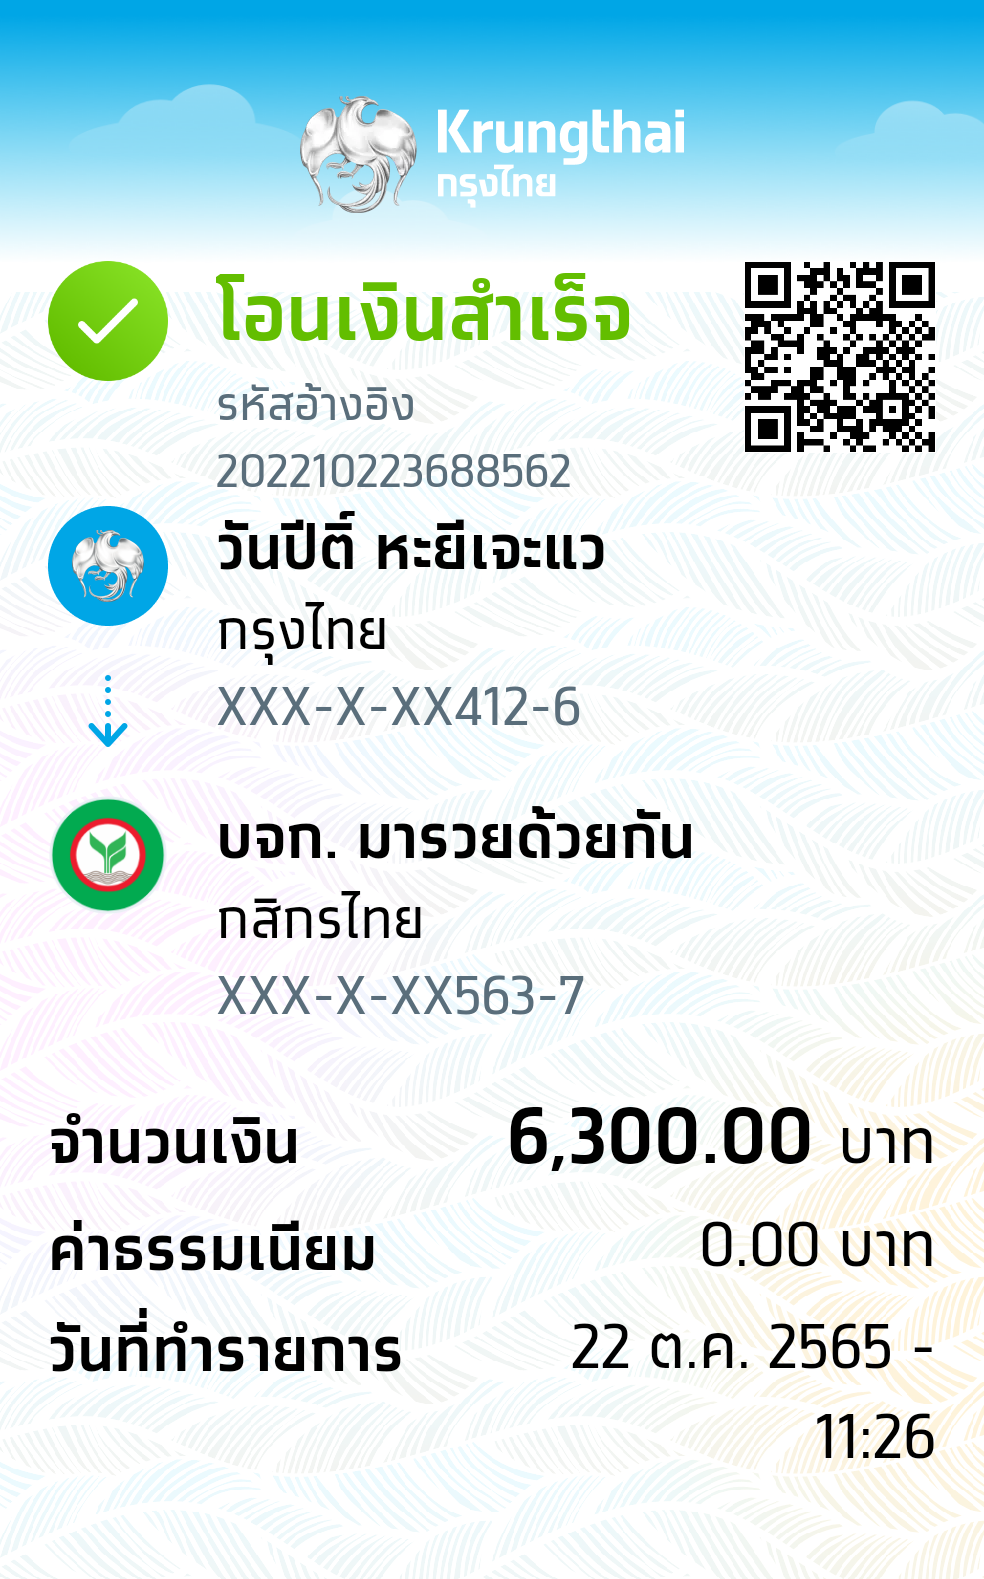 Krungthai
กรุงไทย
โอนเงินสำเร็จ
รหัสอ้างอิง
202210223688562
วันปีติ์ หะยีเจะแว
กรุงไทย
XXX-X-XX412-6
บจก. มารวยด้วยกัน
กสิกรไทย
XXX-X-XX563-7
จำนวนเงิน 6,300.00 บาท
ค่าธรรมเนียม 0.00 บาท
วันที่ทำรายการ 22 ต.ค. 2565 -
11:26